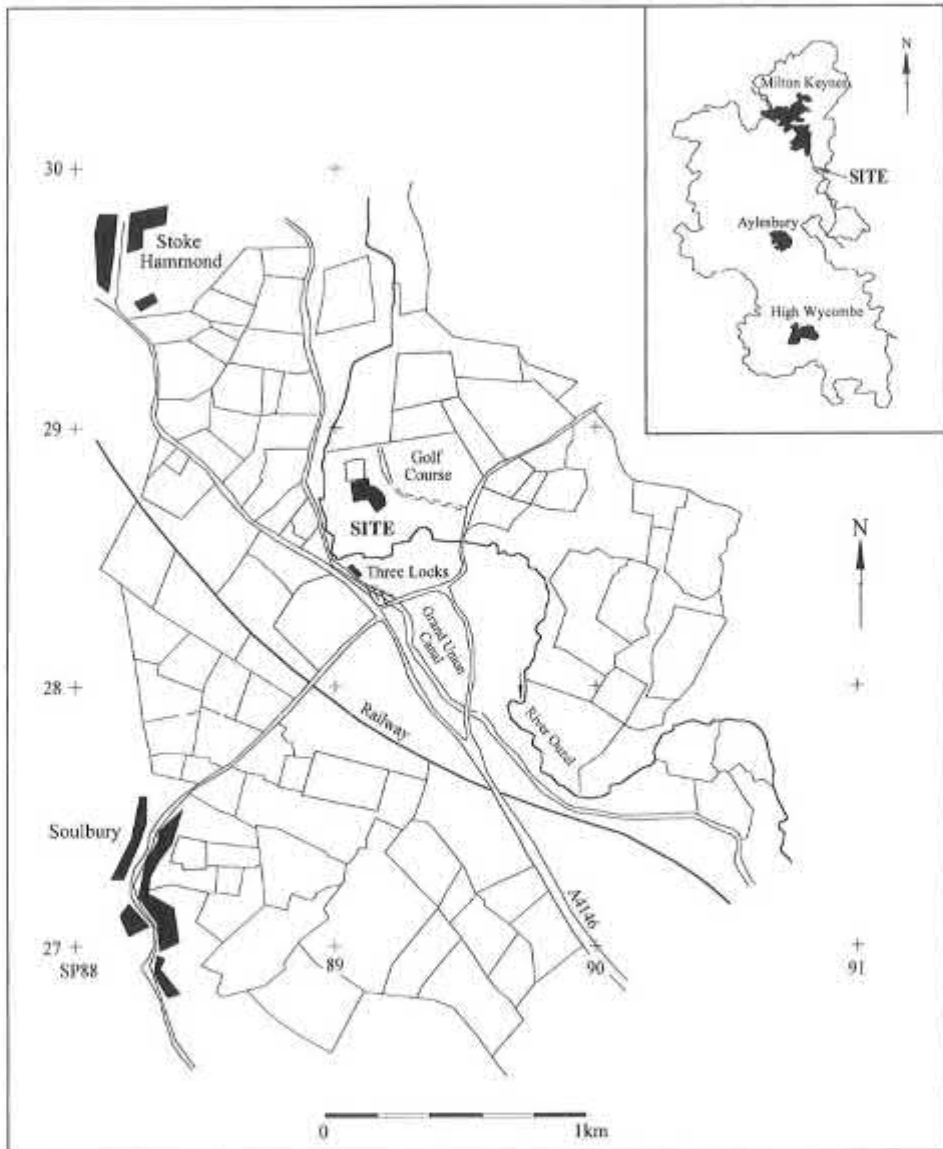 N
Milton Keynes
SITE
Aylesbury
High Wycombe
30
Stoke
Hammond
29
Golf
Course
SITE
N
Three Locks
Grand Union
Canal
28
Railway
River Ouzel
Soulbury
A4146
27
SP88
89
90
91
0
1km